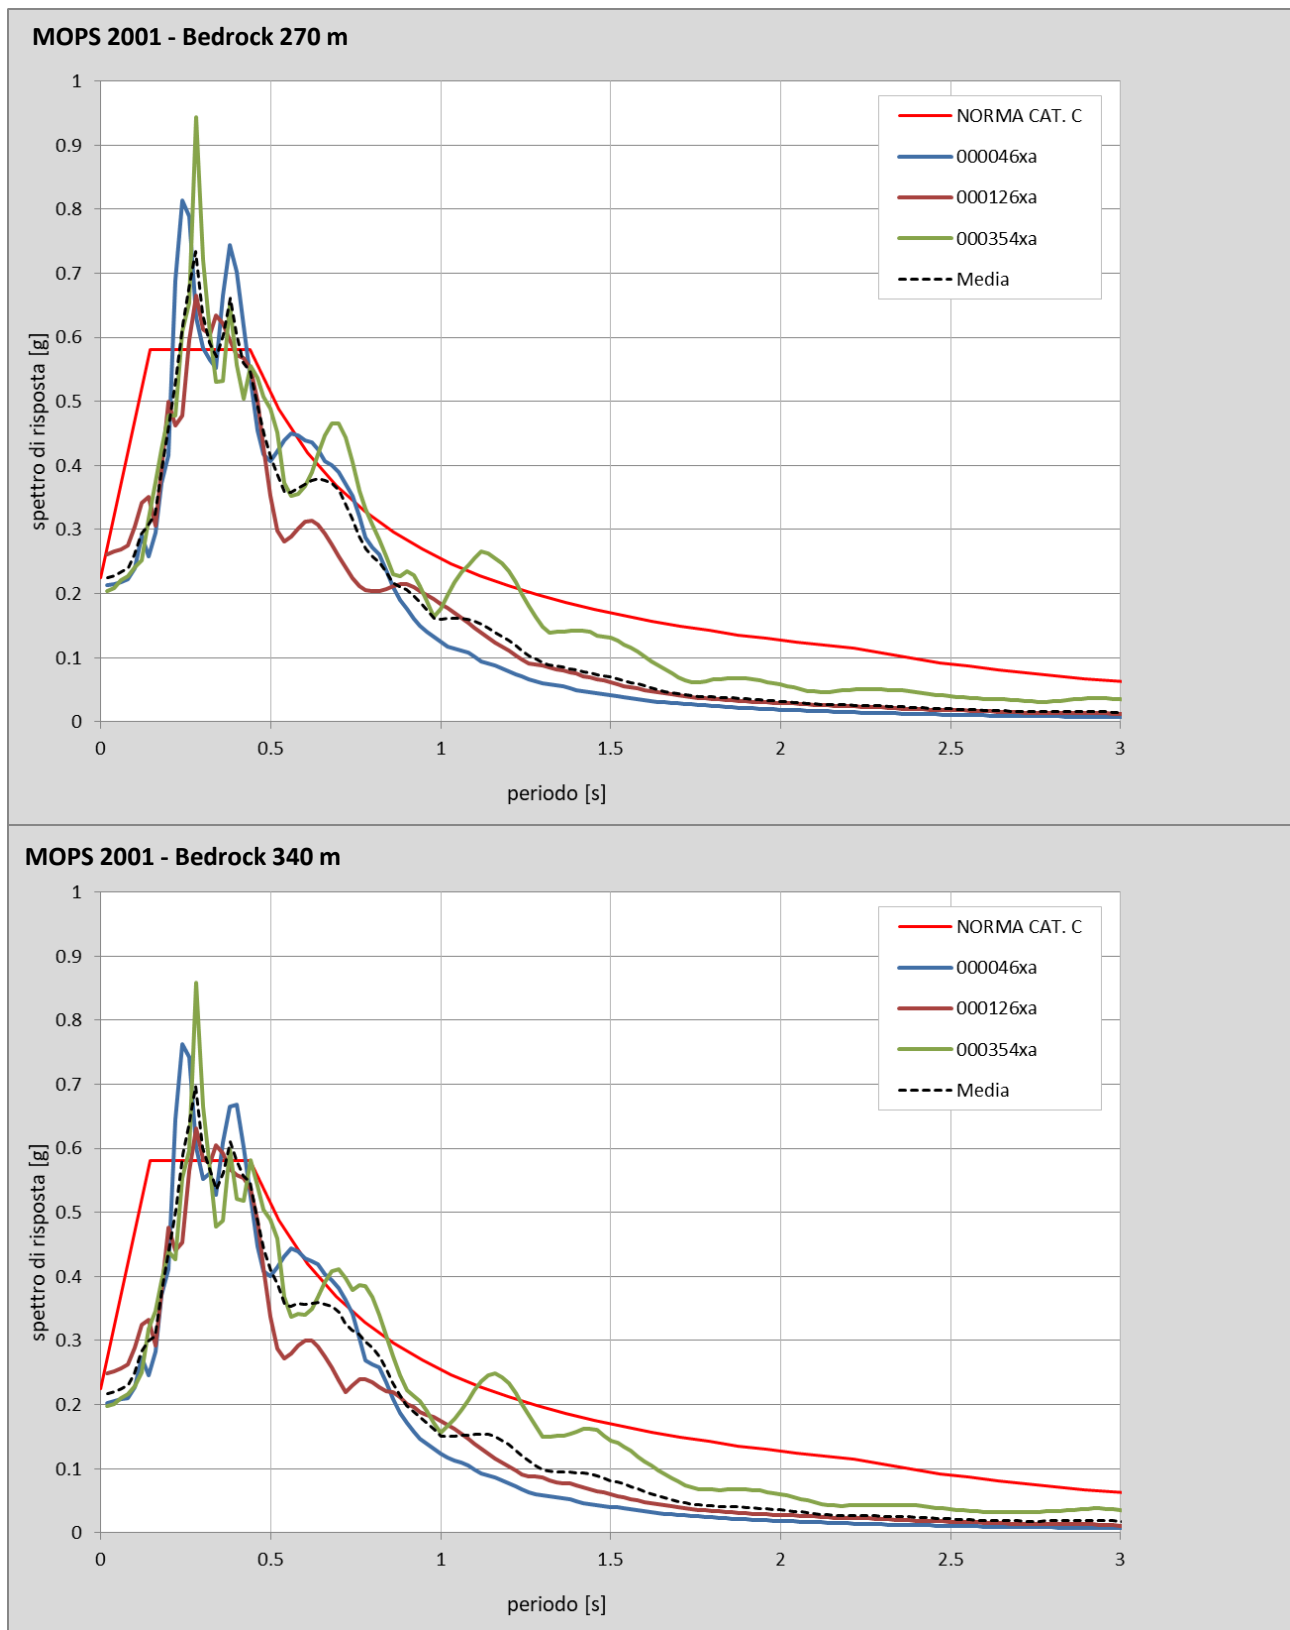 MOPS 2001 - Bedrock 270 m
1
0.9
0.8
0.7
0.6
0.5
0.4
0.3
0.2
0.1
0
spettro di risposta [g]
NORMA CAT. C
000046xa
000126xa
000354xa
Media
0 0.5 1 1.5 2 2.5 3
periodo [s]
MOPS 2001 - Bedrock 340 m
1
0.9
0.8
0.7
0.6
0.5
0.4
0.3
0.2
0.1
0
spettro di risposta [g]
NORMA CAT. C
000046xa
000126xa
000354xa
Media
0 0.5 1 1.5 2 2.5 3
periodo [s]